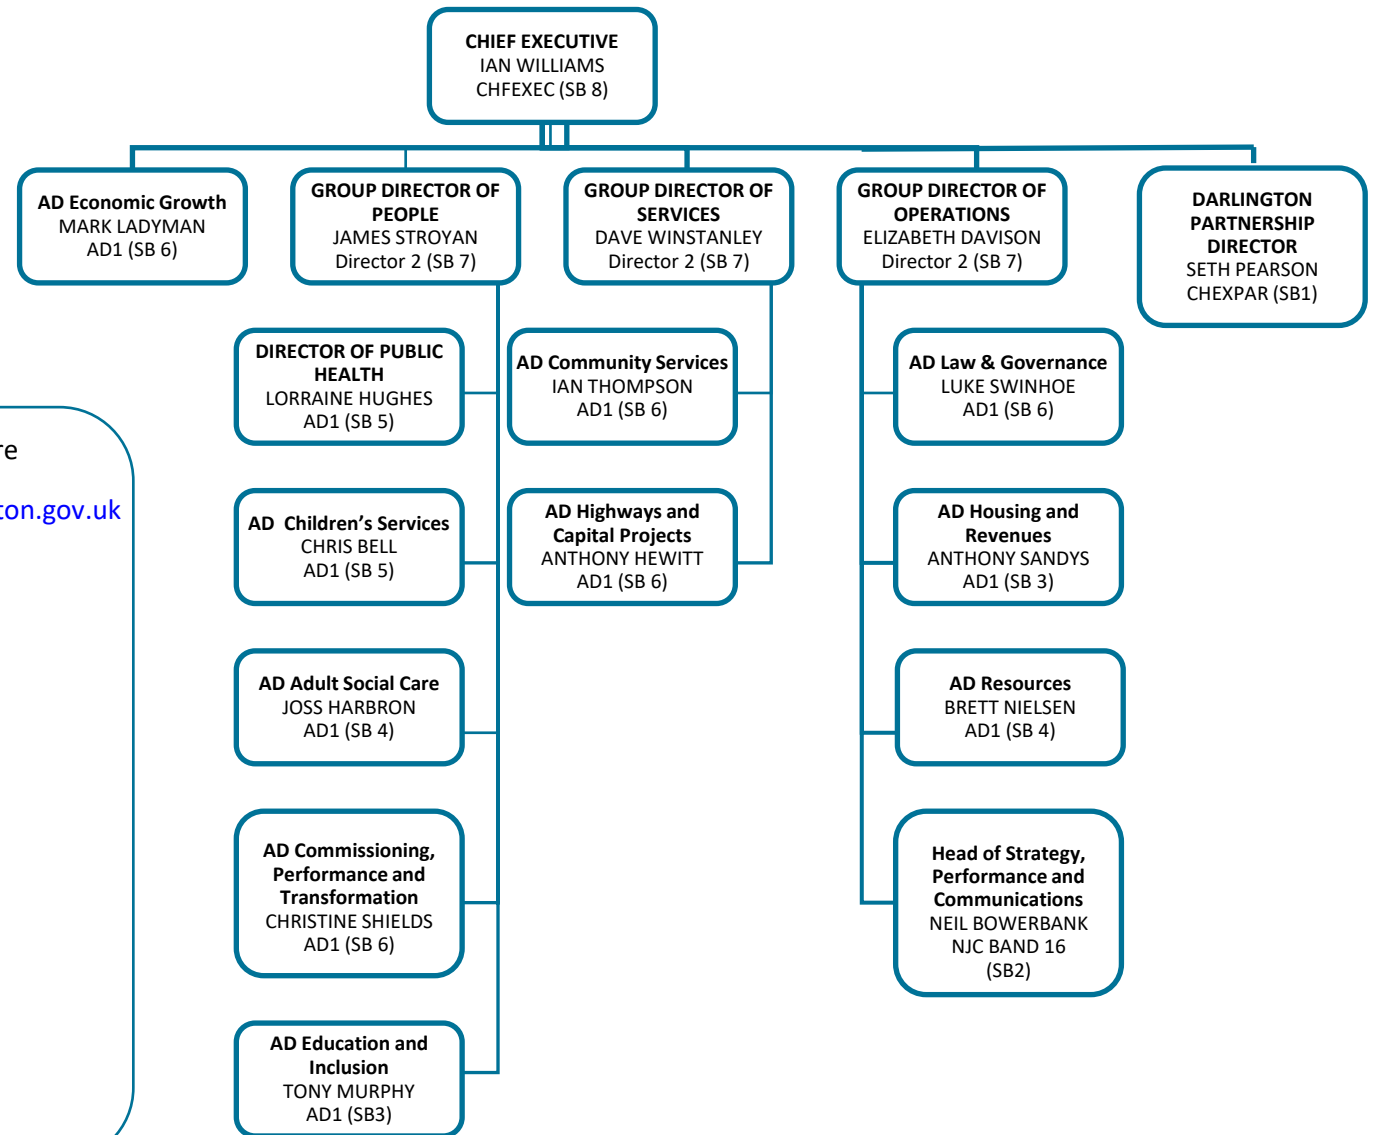 CHIEF EXECUTIVE
IAN WILLIAMS
CHFEXEC (SB 8)
AD Economic Growth
MARK LADYMAN
AD1 (SB 6)
GROUP DIRECTOR OF
PEOPLE
JAMES STROYAN
Director 2 (SB 7)
GROUP DIRECTOR OF
SERVICES
DAVE WINSTANLEY
Director 2 (SB 7)
GROUP DIRECTOR OF
OPERATIONS
ELIZABETH DAVISON
Director 2 (SB 7)
DARLINGTON
PARTNERSHIP
DIRECTOR
SETH PEARSON
CHEXPAR (SB1)
DIRECTOR OF PUBLIC
HEALTH
LORRAINE HUGHES
AD1 (SB 5)
AD Community Services
IAN THOMPSON
AD1 (SB 6)
AD Law & Governance
LUKE SWINHOE
AD1 (SB 6)
re
ton.gov.uk
AD  Children’s Services
CHRIS BELL
AD1 (SB 5)
AD Highways and
Capital Projects
ANTHONY HEWITT
AD1 (SB 6)
AD Housing and
Revenues
ANTHONY SANDYS
AD1 (SB 3)
AD Adult Social Care
JOSS HARBRON
AD1 (SB 4)
AD Resources
BRETT NIELSEN
AD1 (SB 4)
AD Commissioning,
Performance and
Transformation
CHRISTINE SHIELDS
AD1 (SB 6)
Head of Strategy,
Performance and
Communications
NEIL BOWERBANK
NJC BAND 16
(SB2)
AD Education and
Inclusion
TONY MURPHY
AD1 (SB3)